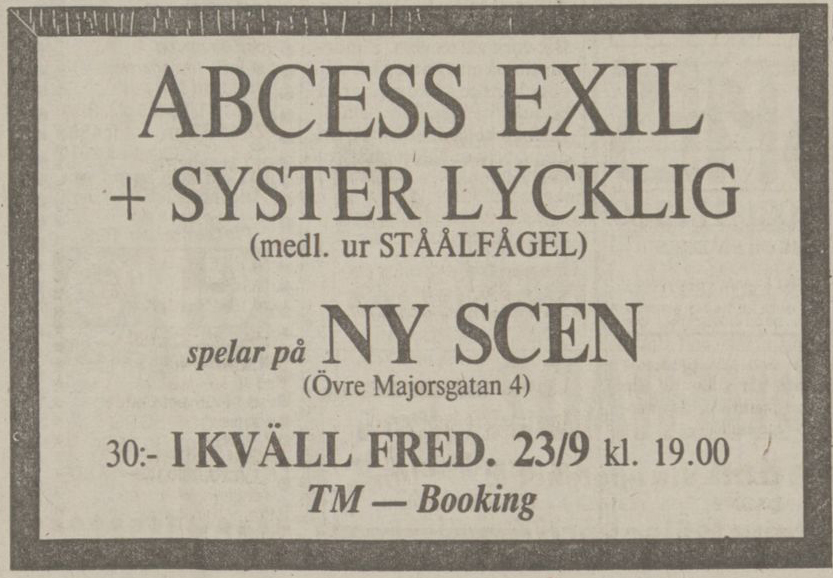 ABCESS EXIL
+ SYSTER LYCKLIG
(medl. ur STÅÅLFÅGEL)
spelar på NY SCEN
(Övre Majorsgatan 4)
30:- IKVÄLL FRED. 23/9 kl. 19.00
TM — Booking